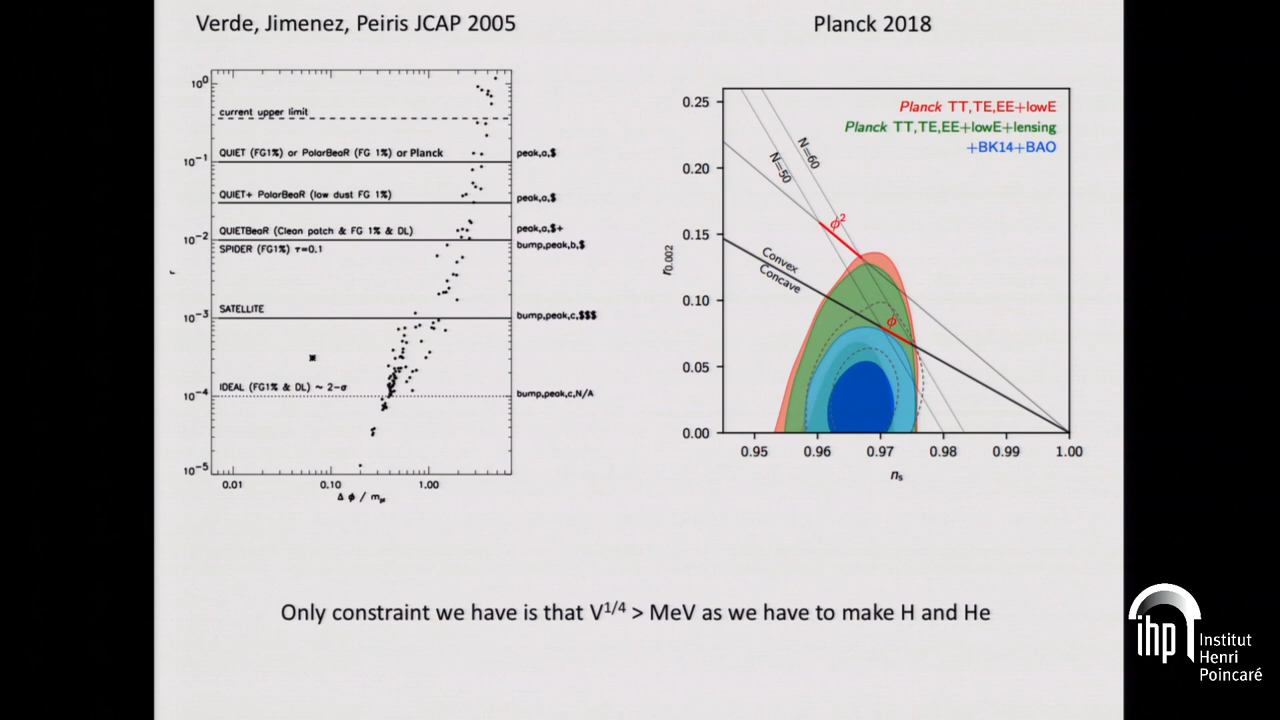 Verde, Jimenez, Peiris JCAP 2005
10⁰
current upper limit
QUIET (FG1%) or PolarBeaR (FG 1%) or Planck
peak,a,$
10⁻¹
QUIET+ PolarBeaR (low dust FG 1%)
peak,a,$
QUIETBeaR (Clean patch & FG 1% & DL)
peak,a,$+
10⁻²
SPIDER (FG1%) τ=0.1
bump,peak,b,$
r
SATELLITE
10⁻³
bump,peak,c,$$$
IDEAL (FG1% & DL) ~ 2-σ
10⁻⁴
bump,peak,c,N/A
10⁻⁵
0.01 0.10 1.00
Δ ϕ / mₚₗ
Planck 2018
0.25
Planck TT,TE,EE+lowE
Planck TT,TE,EE+lowE+lensing
+BK14+BAO
N=60
N=50
0.20
ϕ²
0.15
r₀.₀₀₂
Convex
Concave
0.10
ϕ
0.05
0.00
0.95 0.96 0.97 0.98 0.99 1.00
nₛ
Only constraint we have is that V¹/⁴ > MeV as we have to make H and He
ihp
Institut
Henri
Poincaré